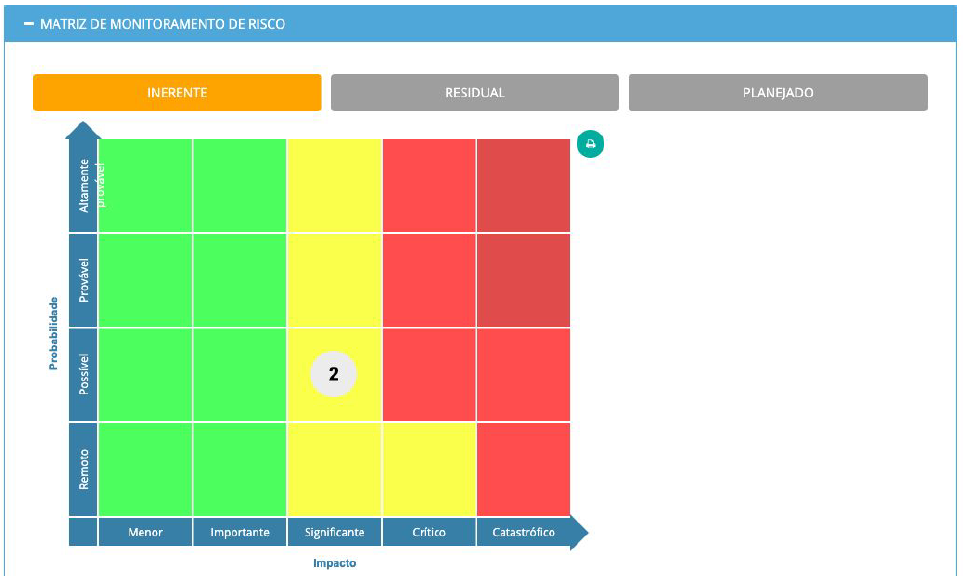 MATRIZ DE MONITORAMENTO DE RISCO
INERENTE
RESIDUAL
PLANEJADO
Probabilidade
Altamente
provável
Provável
Possível
2
Remoto
Menor
Importante
Significante
Crítico
Catastrófico
Impacto